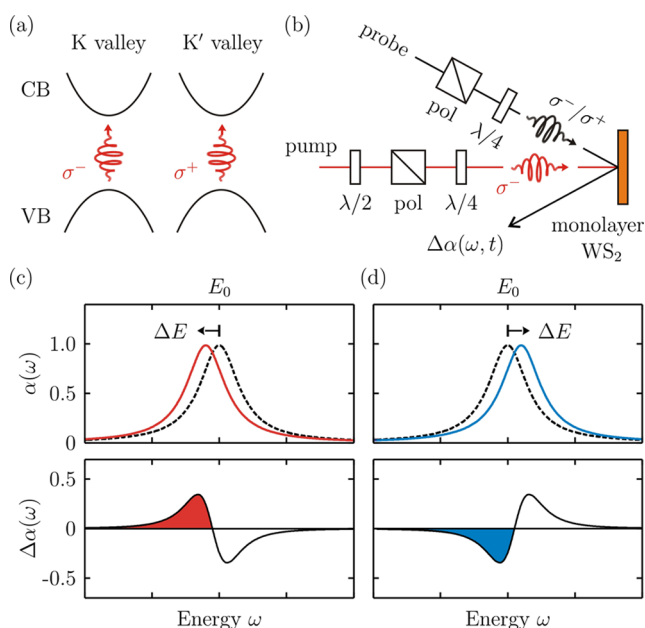 (a)
K valley
K′ valley
CB
σ⁻
σ⁺
VB
(b)
probe
pol
λ/4
σ⁻/σ⁺
pump
λ/2
pol
λ/4
σ⁻
Δα(ω, t)
monolayer
WS₂
(c)
E₀
ΔE
α(ω)
1.0
0.5
0
Δα(ω)
0.5
0
-0.5
Energy ω
(d)
E₀
ΔE
Energy ω